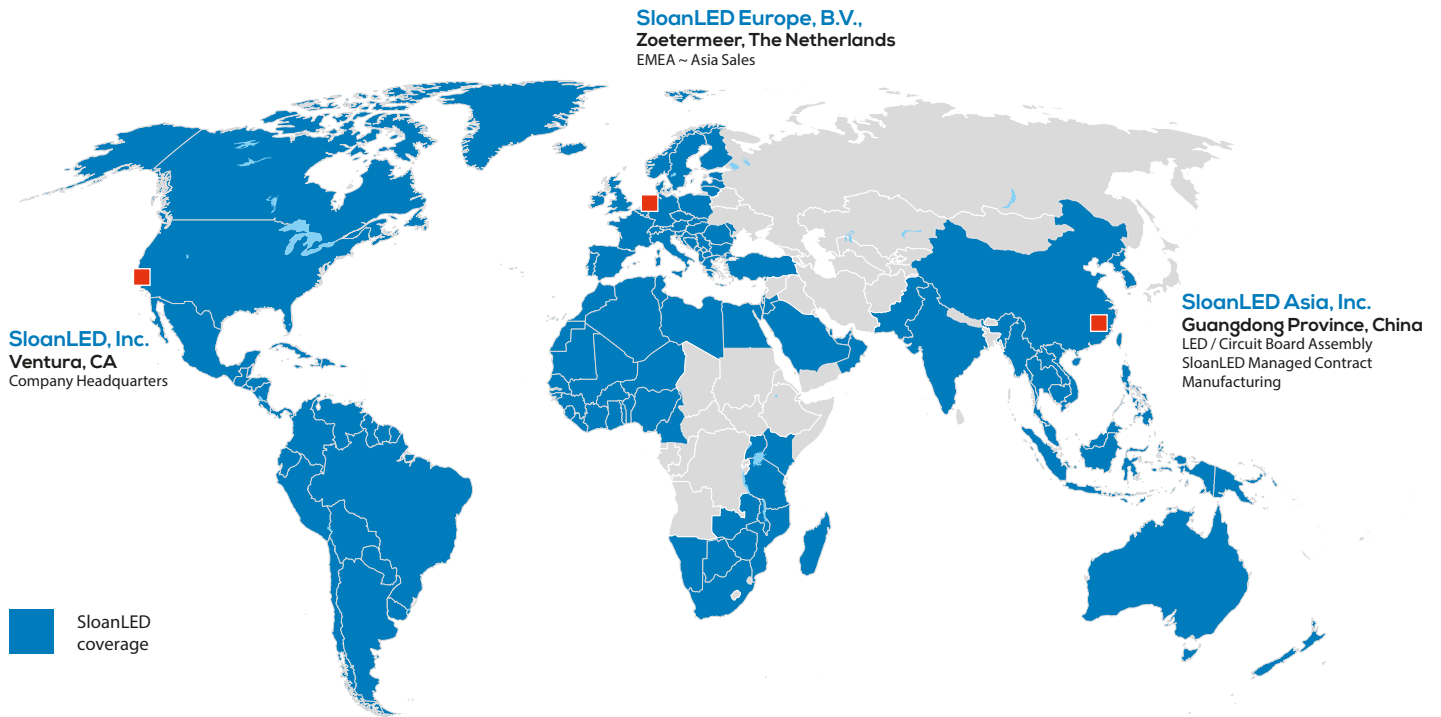 SloanLED Europe, B.V.,
Zoetermeer, The Netherlands
EMEA ~ Asia Sales
SloanLED, Inc.
Ventura, CA
Company Headquarters
SloanLED Asia, Inc.
Guangdong Province, China
LED / Circuit Board Assembly
SloanLED Managed Contract
Manufacturing
SloanLED
coverage